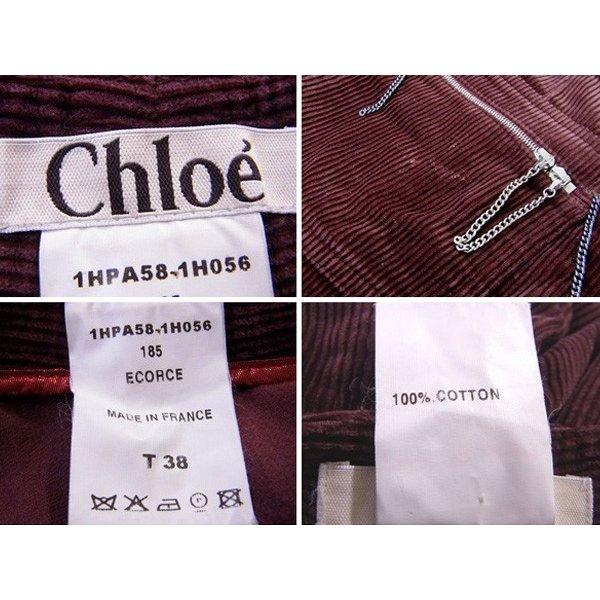 Chloé
1HPA58-1H056
1HPA58-1H056
185
ECORCE
MADE IN FRANCE
T 38
100% COTTON